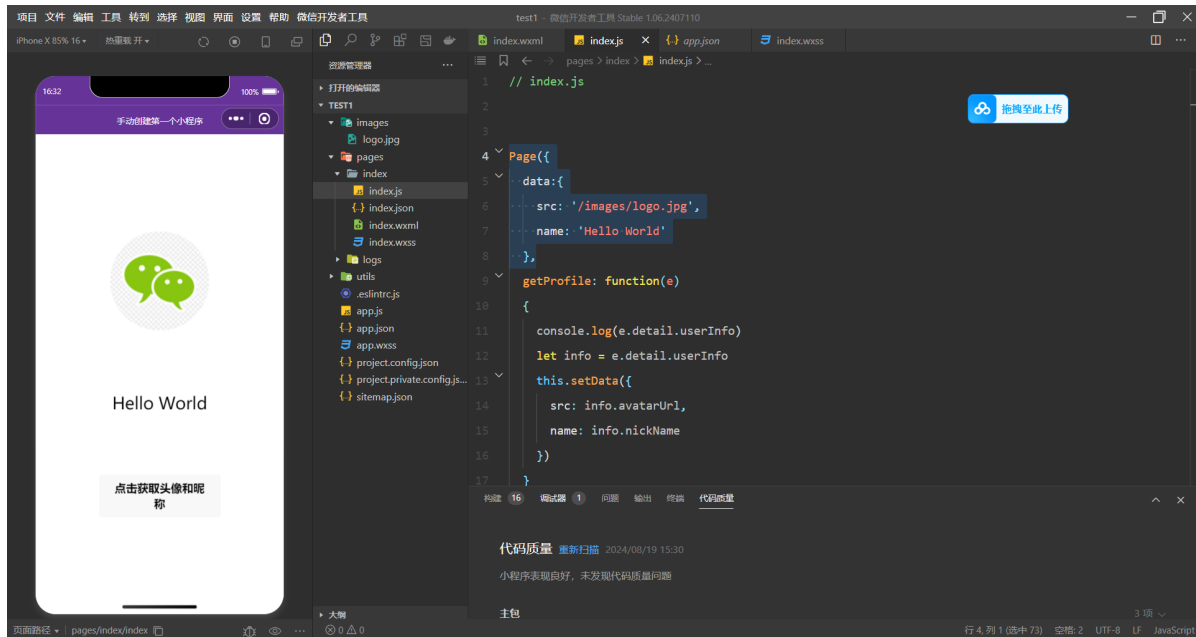 项目 文件 编辑 工具 转到 选择 视图 界面 设置 帮助 微信开发者工具
test1 - 微信开发者工具 Stable 1.06.2407110
iPhone X 85% 16
热重载 开
index.wxml
index.js
app.json
index.wxss
资源管理器
pages > index > index.js > ...
打开的编辑器
TEST1
images
logo.jpg
pages
index
index.js
index.json
index.wxml
index.wxss
logs
utils
.eslintrc.js
app.js
app.json
app.wxss
project.config.json
project.private.config.js...
sitemap.json
大纲
16:32
100%
手动创建第一个小程序
Hello World
点击获取头像和昵
称
拖拽至此上传
1 // index.js
2
3
4 Page({
5 data:{
6 src: '/images/logo.jpg',
7 name: 'Hello World'
8 },
9 getProfile: function(e)
10 {
11 console.log(e.detail.userInfo)
12 let info = e.detail.userInfo
13 this.setData({
14 src: info.avatarUrl,
15 name: info.nickName
16 })
17 }
构建 16 调试器 1 问题 输出 终端 代码质量
代码质量 重新扫描 2024/08/19 15:30
小程序表现良好，未发现代码质量问题
主包
3 项
页面路径 pages/index/index
0 0
行 4, 列 1 (选中 73) 空格: 2 UTF-8 LF JavaScript